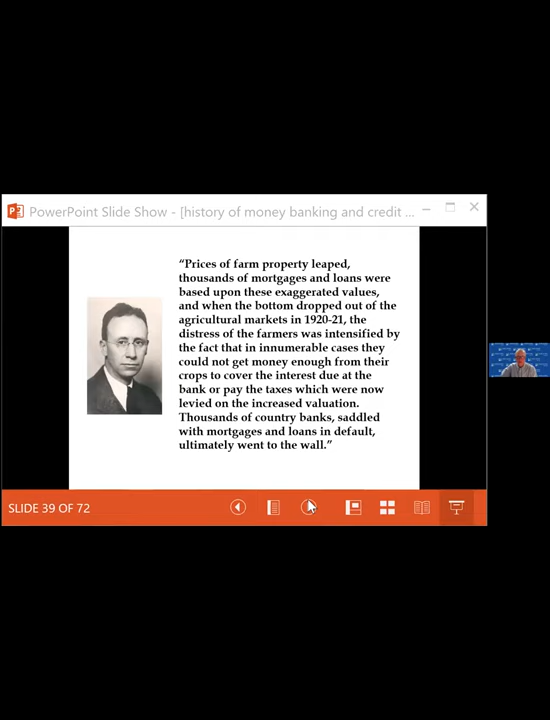 PowerPoint Slide Show - [history of money banking and credit ...
“Prices of farm property leaped,
thousands of mortgages and loans were
based upon these exaggerated values,
and when the bottom dropped out of the
agricultural markets in 1920-21, the
distress of the farmers was intensified by
the fact that in innumerable cases they
could not get money enough from their
crops to cover the interest due at the
bank or pay the taxes which were now
levied on the increased valuation.
Thousands of country banks, saddled
with mortgages and loans in default,
ultimately went to the wall.”
SLIDE 39 OF 72